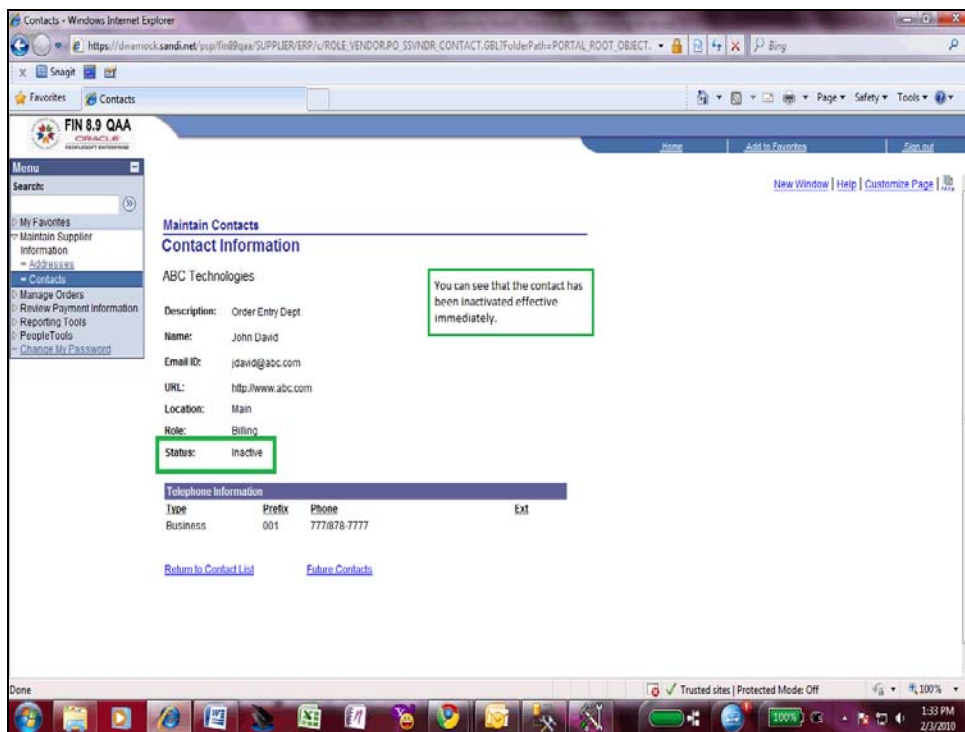 Contacts - Windows Internet Explorer
https://dwarnock.sandi.net/psp/fin89qaa/SUPPLIER/ERP/c/ROLE_VENDOR.PO_SSVNDR_CONTACT.GBL?FolderPath=PORTAL_ROOT_OBJECT.
Bing
x Snagit
Favorites Contacts
Page Safety Tools
FIN 8.9 QAA
ORACLE
PEOPLESOFT ENTERPRISE
Home Add to Favorites Sign out
Menu
Search:
My Favorites
Maintain Supplier
Information
– Addresses
– Contacts
Manage Orders
Review Payment Information
Reporting Tools
PeopleTools
– Change My Password
New Window | Help | Customize Page |
Maintain Contacts
Contact Information
ABC Technologies
You can see that the contact has
been inactivated effective
immediately.
Description: Order Entry Dept
Name: John David
Email ID: jdavid@abc.com
URL: http://www.abc.com
Location: Main
Role: Billing
Status: Inactive
Telephone Information
Type Prefix Phone Ext
Business 001 777/878-7777
Return to Contact List Future Contacts
Done
Trusted sites | Protected Mode: Off 100%
100%
1:33 PM
2/3/2010